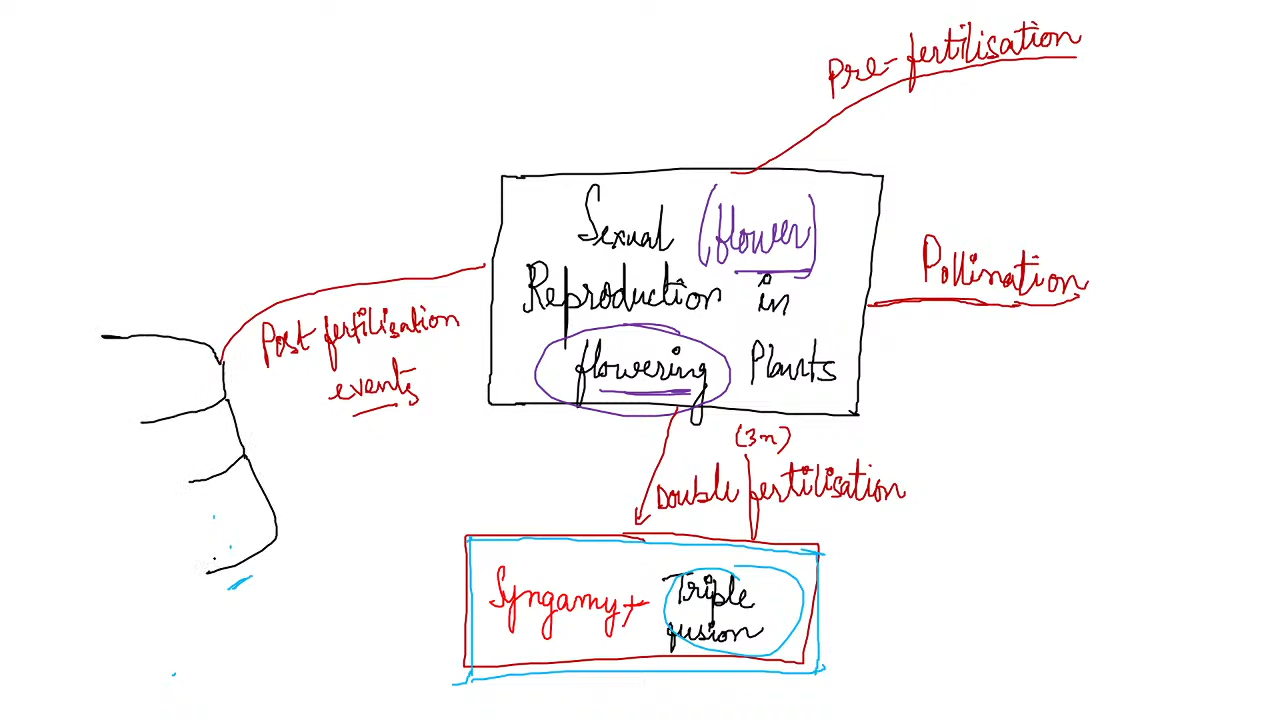 Pre-fertilisation
Sexual (flower)
Reproduction in
flowering Plants
Pollination
Post fertilisation
events
(3n)
Double fertilisation
Syngamy + Triple
fusion